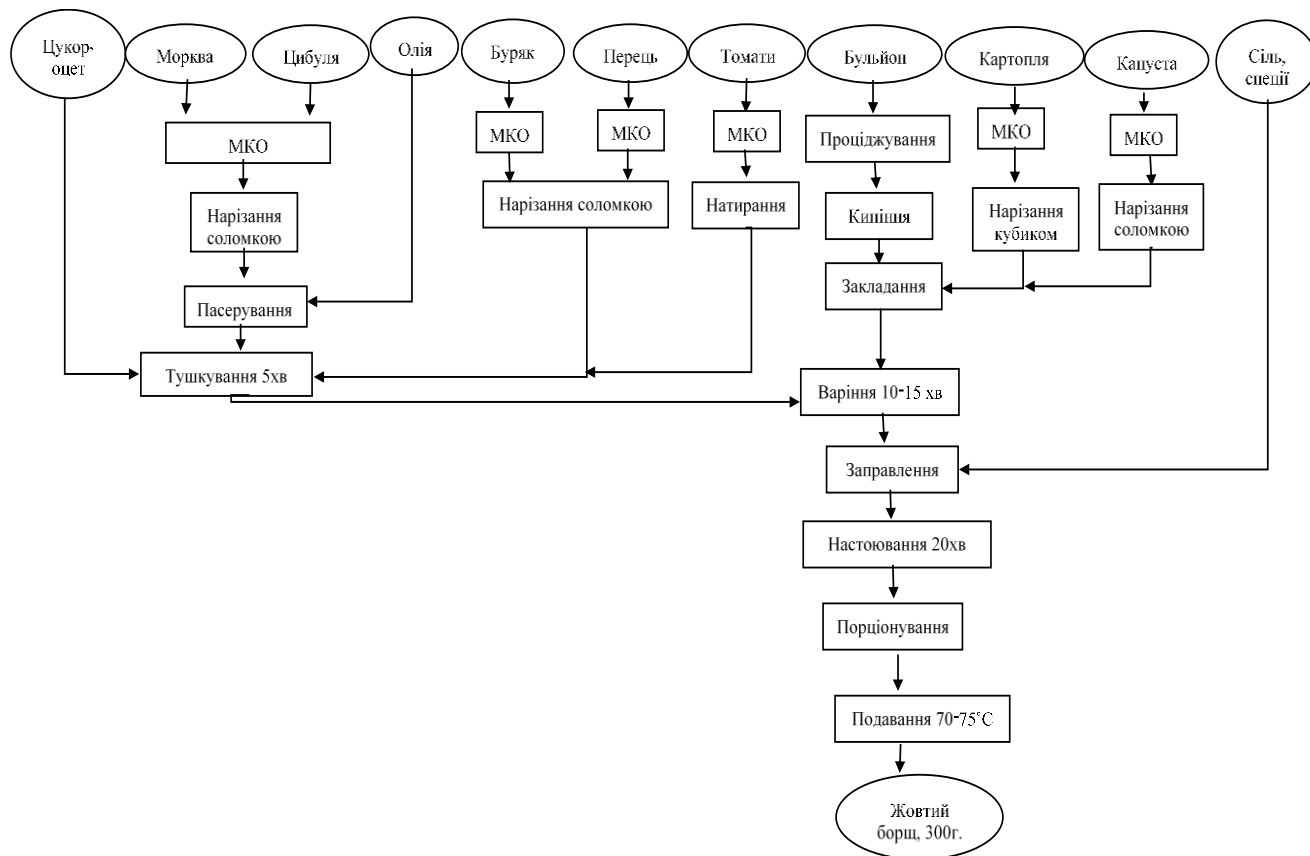 Цукор-
оцет
Морква
Цибуля
Олія
Буряк
Перець
Томати
Бульйон
Картопля
Капуста
Сіль,
спеції
МКО
МКО
МКО
МКО
Проціджування
МКО
МКО
Нарізання
соломкою
Нарізання соломкою
Натирання
Кипіння
Нарізання
кубиком
Нарізання
соломкою
Пасерування
Закладання
Тушкування 5хв
Варіння 10-15 хв
Заправлення
Настоювання 20хв
Порціонування
Подавання 70-75°С
Жовтий
борщ, 300г.